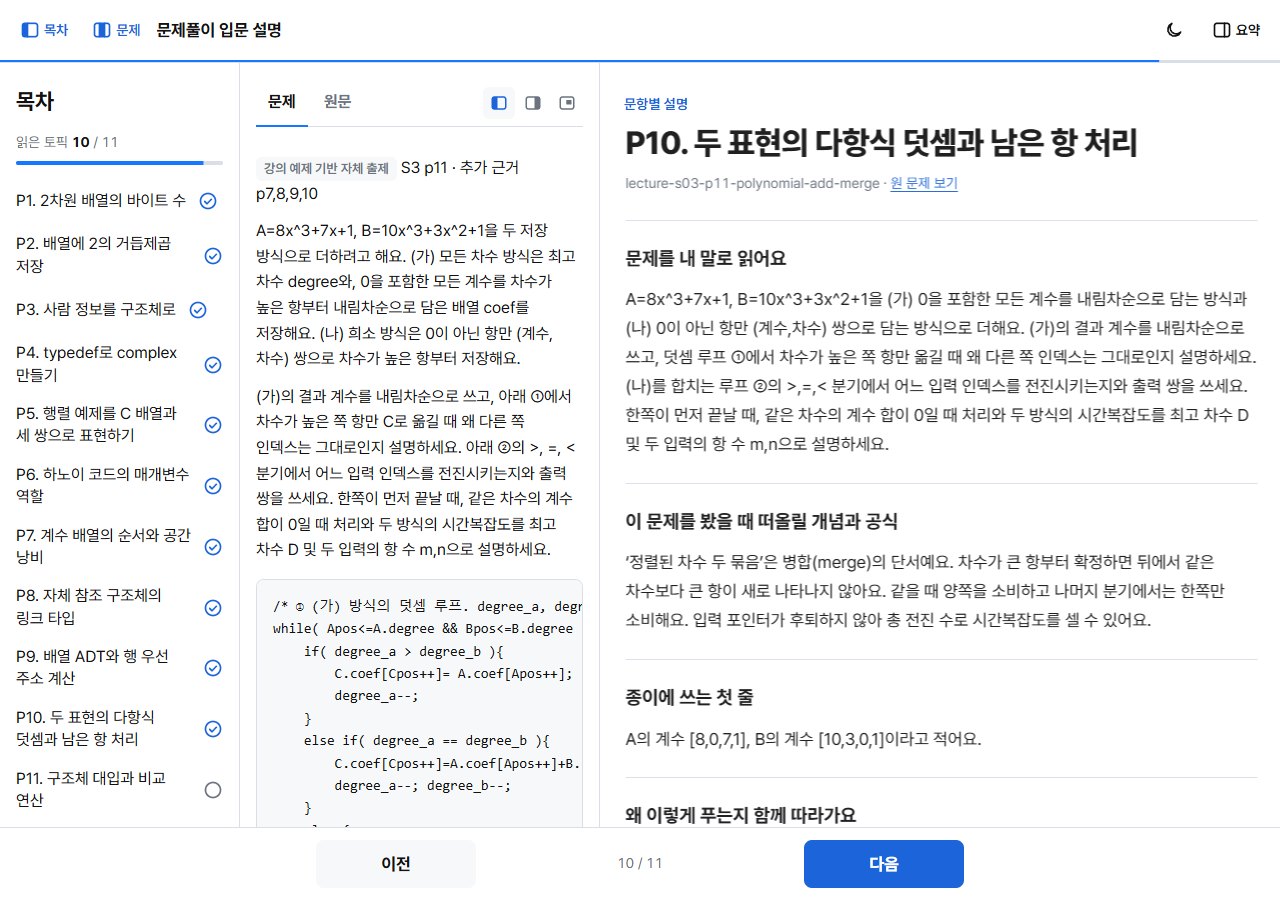 목차
문제
문제풀이 입문 설명
요약
목차
읽은 토픽 10 / 11
P1. 2차원 배열의 바이트 수
P2. 배열에 2의 거듭제곱
저장
P3. 사람 정보를 구조체로
P4. typedef로 complex
만들기
P5. 행렬 예제를 C 배열과
세 쌍으로 표현하기
P6. 하노이 코드의 매개변수
역할
P7. 계수 배열의 순서와 공간
낭비
P8. 자체 참조 구조체의
링크 타입
P9. 배열 ADT와 행 우선
주소 계산
P10. 두 표현의 다항식
덧셈과 남은 항 처리
P11. 구조체 대입과 비교
연산
문제
원문
강의 예제 기반 자체 출제 S3 p11 · 추가 근거
p7,8,9,10
A=8x^3+7x+1, B=10x^3+3x^2+1을 두 저장
방식으로 더하려고 해요. (가) 모든 차수 방식은 최고
차수 degree와, 0을 포함한 모든 계수를 차수가
높은 항부터 내림차순으로 담은 배열 coef를
저장해요. (나) 희소 방식은 0이 아닌 항만 (계수,
차수) 쌍으로 차수가 높은 항부터 저장해요.
(가)의 결과 계수를 내림차순으로 쓰고, 아래 ①에서
차수가 높은 쪽 항만 C로 옮길 때 왜 다른 쪽
인덱스는 그대로인지 설명하세요. 아래 ②의 >, =, <
분기에서 어느 입력 인덱스를 전진시키는지와 출력
쌍을 쓰세요. 한쪽이 먼저 끝날 때, 같은 차수의 계수
합이 0일 때 처리와 두 방식의 시간복잡도를 최고
차수 D 및 두 입력의 항 수 m,n으로 설명하세요.
/* ① (가) 방식의 덧셈 루프. degree_a, degr
while( Apos<=A.degree && Bpos<=B.degree
if( degree_a > degree_b ){
C.coef[Cpos++]= A.coef[Apos++];
degree_a--;
}
else if( degree_a == degree_b ){
C.coef[Cpos++]=A.coef[Apos++]+B.
degree_a--; degree_b--;
}
문항별 설명
P10. 두 표현의 다항식 덧셈과 남은 항 처리
lecture-s03-p11-polynomial-add-merge · 원 문제 보기
문제를 내 말로 읽어요
A=8x^3+7x+1, B=10x^3+3x^2+1을 (가) 0을 포함한 모든 계수를 내림차순으로 담는 방식과
(나) 0이 아닌 항만 (계수,차수) 쌍으로 담는 방식으로 더해요. (가)의 결과 계수를 내림차순으로
쓰고, 덧셈 루프 ①에서 차수가 높은 쪽 항만 옮길 때 왜 다른 쪽 인덱스는 그대로인지 설명하세요.
(나)를 합치는 루프 ②의 >,=,< 분기에서 어느 입력 인덱스를 전진시키는지와 출력 쌍을 쓰세요.
한쪽이 먼저 끝날 때, 같은 차수의 계수 합이 0일 때 처리와 두 방식의 시간복잡도를 최고 차수 D
및 두 입력의 항 수 m,n으로 설명하세요.
이 문제를 봤을 때 떠올릴 개념과 공식
‘정렬된 차수 두 묶음’은 병합(merge)의 단서예요. 차수가 큰 항부터 확정하면 뒤에서 같은
차수보다 큰 항이 새로 나타나지 않아요. 같을 때 양쪽을 소비하고 나머지 분기에서는 한쪽만
소비해요. 입력 포인터가 후퇴하지 않아 총 전진 수로 시간복잡도를 셀 수 있어요.
종이에 쓰는 첫 줄
A의 계수 [8,0,7,1], B의 계수 [10,3,0,1]이라고 적어요.
왜 이렇게 푸는지 함께 따라가요
이전
10 / 11
다음